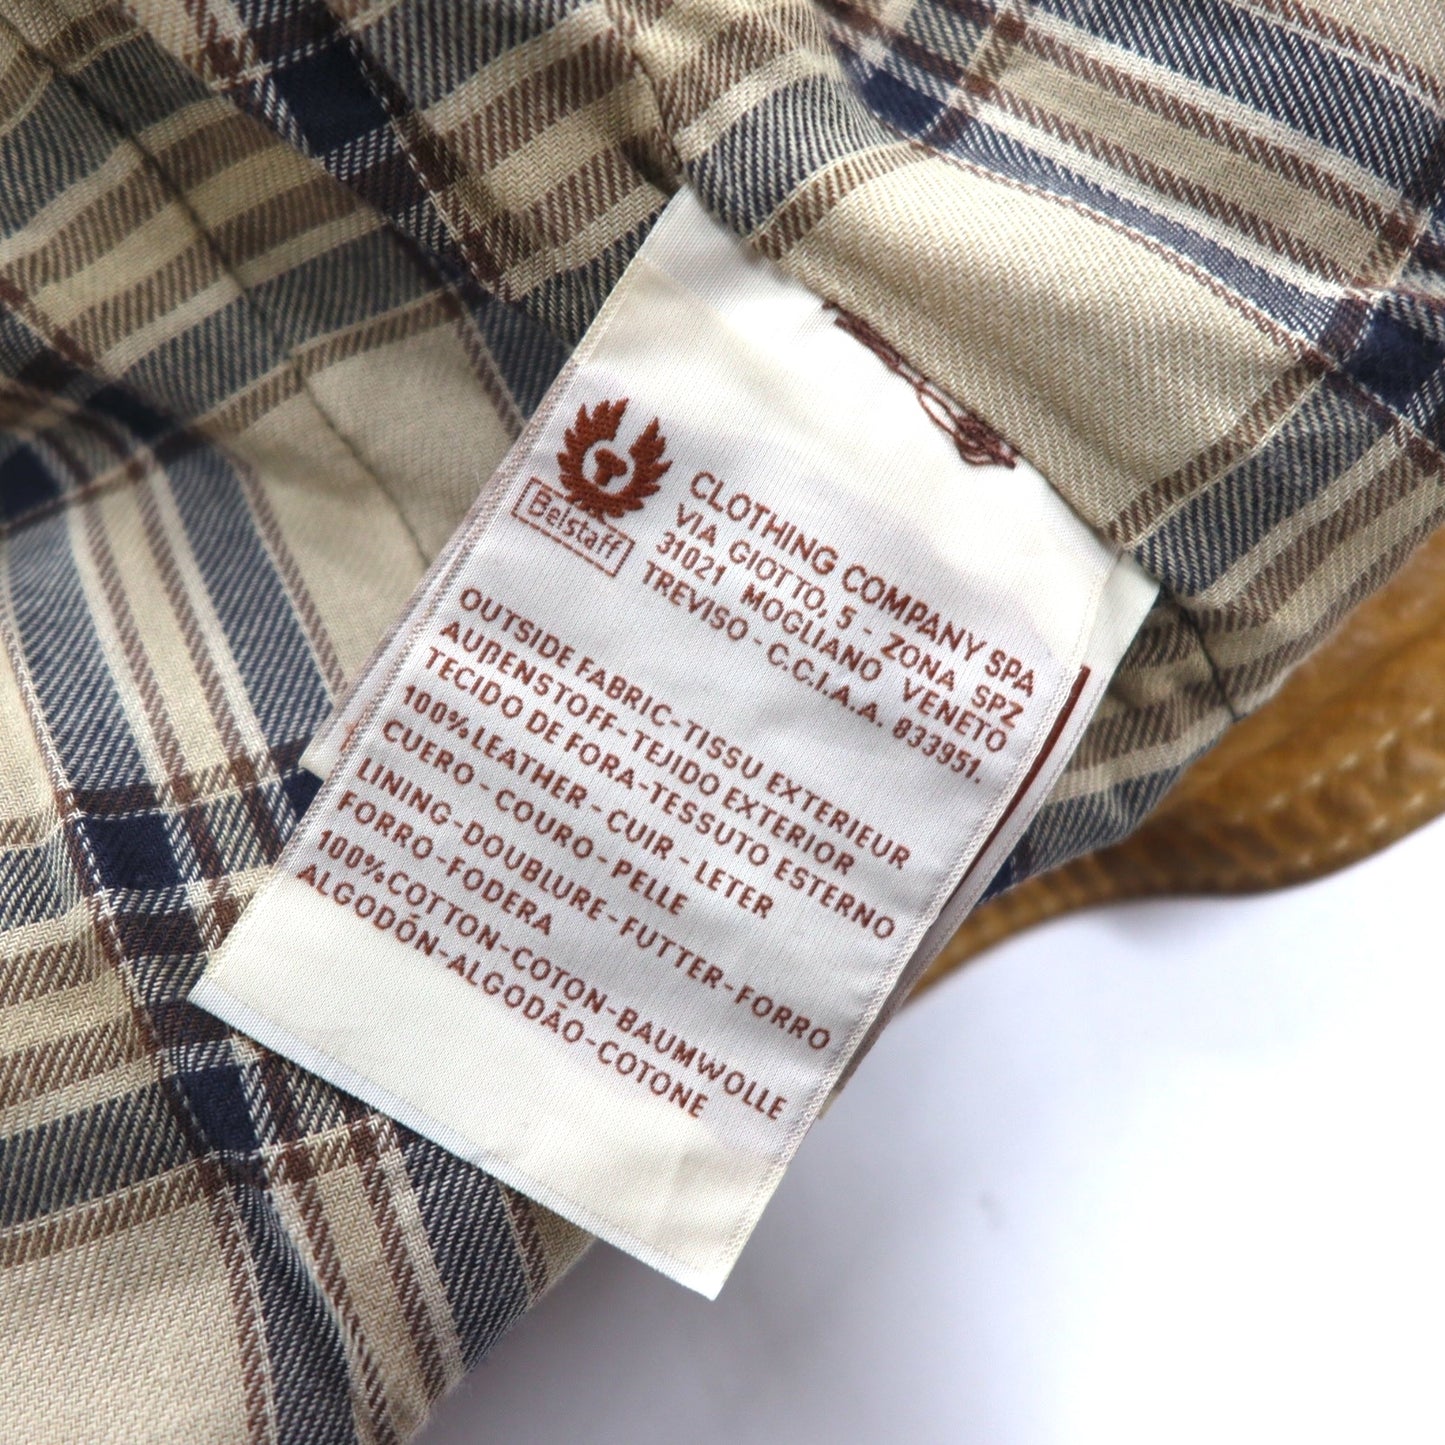 Belstaff
CLOTHING COMPANY SPA
VIA GIOTTO, 5 - ZONA SPZ
31021 MOGLIANO VENETO
TREVISO - C.C.I.A.A. 833951.
OUTSIDE FABRIC-TISSU EXTERIEUR
AUßENSTOFF-TEJIDO EXTERIOR
TECIDO DE FORA-TESSUTO ESTERNO
100%LEATHER-CUIR-LETER
CUERO-COURO-PELLE
LINING-DOUBLURE-FUTTER-FORRO
FORRO-FODERA
100%COTTON-COTON-BAUMWOLLE
ALGODÓN-ALGODÃO-COTONE